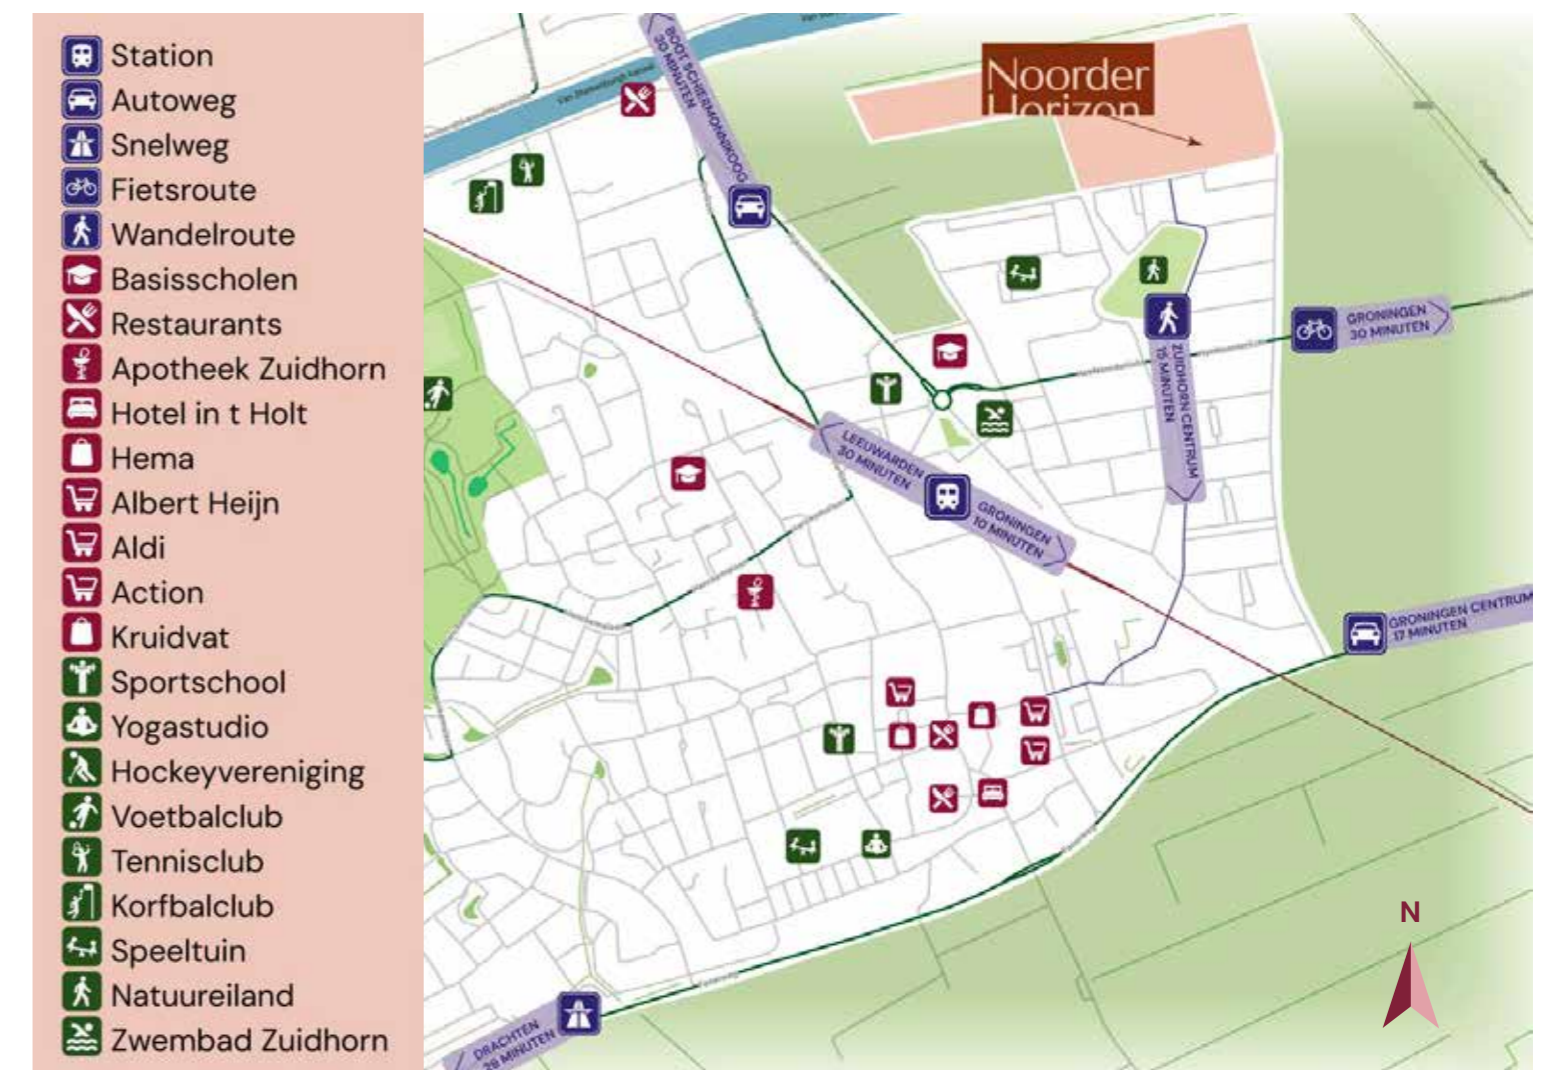 Station
Autoweg
Snelweg
Fietsroute
Wandelroute
Basisscholen
Restaurants
Apotheek Zuidhorn
Hotel in t Holt
Hema
Albert Heijn
Aldi
Action
Kruidvat
Sportschool
Yogastudio
Hockeyvereniging
Voetbalclub
Tennisclub
Korfbalclub
Speeltuin
Natuureiland
Zwembad Zuidhorn
BOOT SCHIERMONNIKOOG
30 MINUTEN
Noorder
Horizon
GRONINGEN
30 MINUTEN
ZUIDHORN CENTRUM
15 MINUTEN
LEEUWARDEN
30 MINUTEN
GRONINGEN
10 MINUTEN
GRONINGEN CENTRUM
17 MINUTEN
DRACHTEN
28 MINUTEN
N